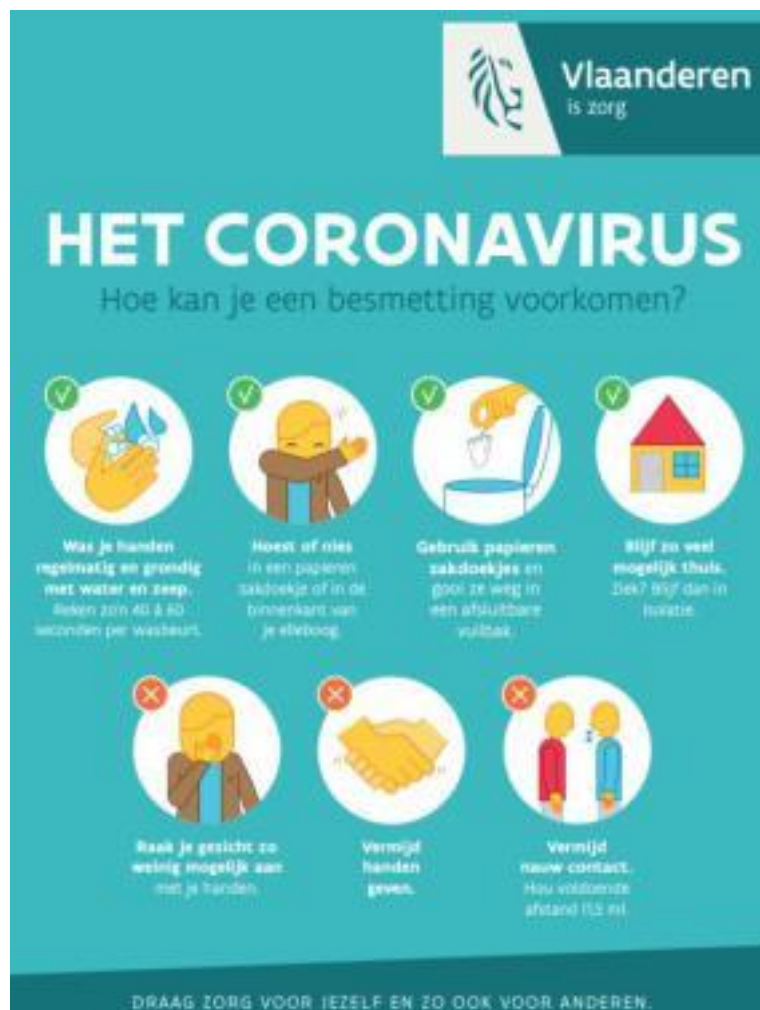 Vlaanderen
is zorg
HET CORONAVIRUS
Hoe kan je een besmetting voorkomen?
Was je handen
regelmatig en grondig
met water en zeep.
Reken zo'n 40 à 60
seconden per wasbeurt.
Hoest of nies
in een papieren
zakdoekje of in de
binnenkant van
je elleboog.
Gebruik papieren
zakdoekjes en
gooi ze weg in
een afsluitbare
vuilbak.
Blijf zo veel
mogelijk thuis.
Ziek? Blijf dan in
isolatie.
Raak je gezicht zo
weinig mogelijk aan
met je handen.
Vermijd
handen
geven.
Vermijd
nauw contact.
Hou voldoende
afstand (1,5 m).
DRAAG ZORG VOOR JEZELF EN ZO OOK VOOR ANDEREN.